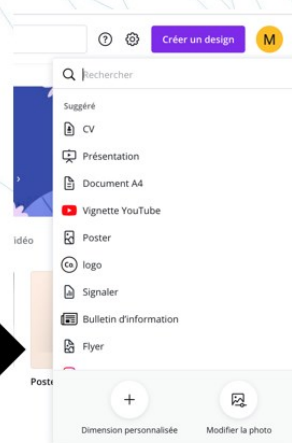 Créer un design
M
Rechercher
Suggéré
CV
Présentation
Document A4
Vignette YouTube
idéo
Poster
Co.
logo
Signaler
Bulletin d'information
Flyer
Poste
Dimension personnalisée
Modifier la photo